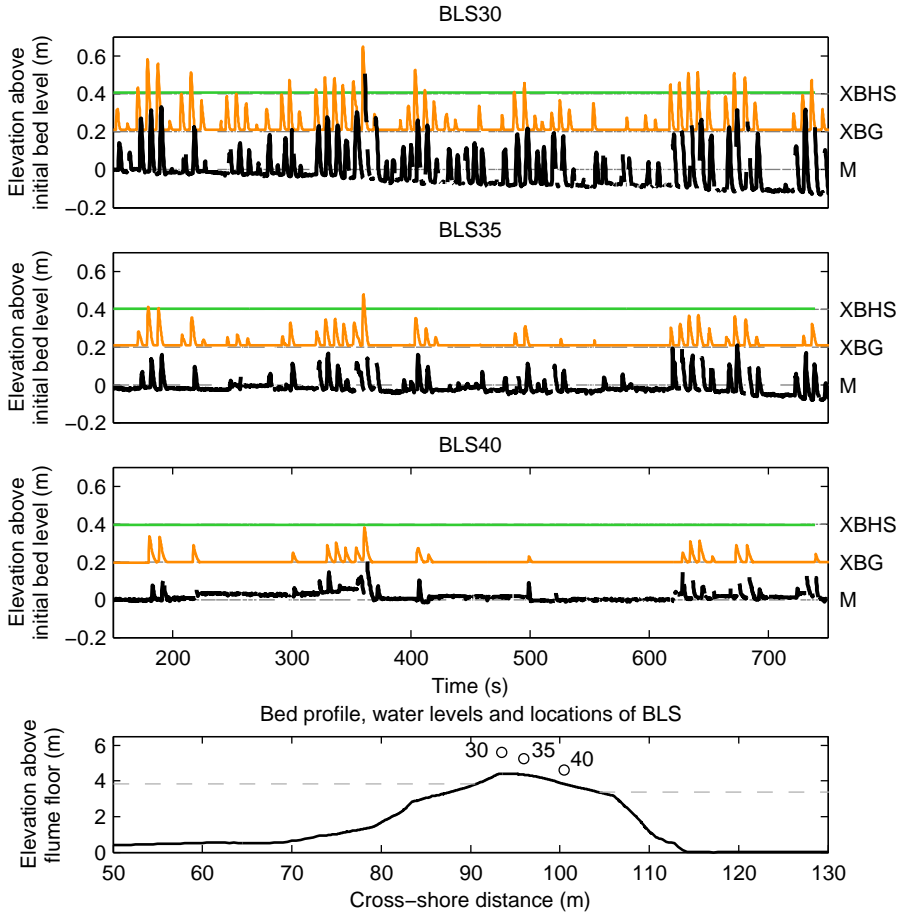 BLS30
Elevation above
initial bed level (m)
0.6
0.4
0.2
0
−0.2
XBHS
XBG
M
BLS35
Elevation above
initial bed level (m)
0.6
0.4
0.2
0
−0.2
XBHS
XBG
M
BLS40
Elevation above
initial bed level (m)
0.6
0.4
0.2
0
−0.2
XBHS
XBG
M
200 300 400 500 600 700
Time (s)
Bed profile, water levels and locations of BLS
Elevation above
flume floor (m)
6
4
2
0
30 35 40
50 60 70 80 90 100 110 120 130
Cross−shore distance (m)